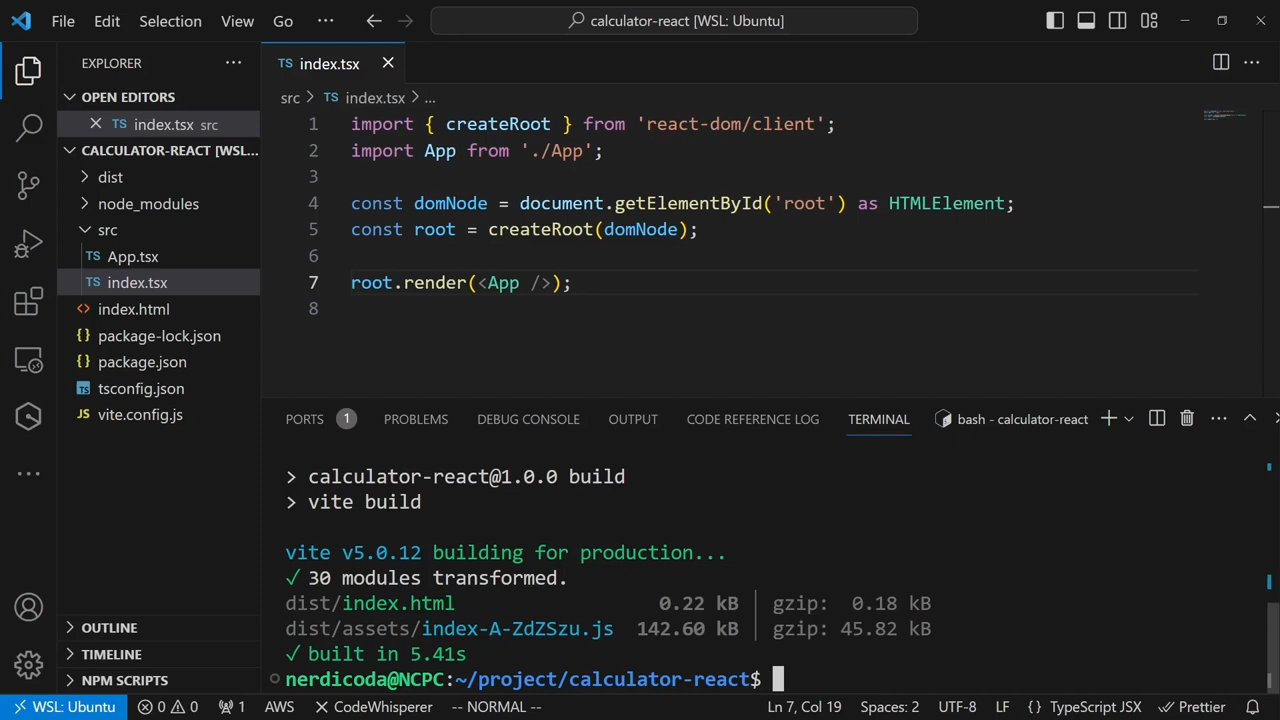 File Edit Selection View Go ··· calculator-react [WSL: Ubuntu]
EXPLORER ···
OPEN EDITORS
TS index.tsx src
CALCULATOR-REACT [WSL...
dist
node_modules
src
TS App.tsx
TS index.tsx
<> index.html
{} package-lock.json
{} package.json
TS tsconfig.json
JS vite.config.js
OUTLINE
TIMELINE
NPM SCRIPTS
TS index.tsx
src > TS index.tsx > ...
1 import { createRoot } from 'react-dom/client';
2 import App from './App';
3
4 const domNode = document.getElementById('root') as HTMLElement;
5 const root = createRoot(domNode);
6
7 root.render(<App />);
8
PORTS 1 PROBLEMS DEBUG CONSOLE OUTPUT CODE REFERENCE LOG TERMINAL bash - calculator-react
> calculator-react@1.0.0 build
> vite build
vite v5.0.12 building for production...
✓ 30 modules transformed.
dist/index.html 0.22 kB │ gzip: 0.18 kB
dist/assets/index-A-ZdZSzu.js 142.60 kB │ gzip: 45.82 kB
✓ built in 5.41s
nerdicoda@NCPC:~/project/calculator-react$
WSL: Ubuntu 0 0 1 AWS CodeWhisperer -- NORMAL -- Ln 7, Col 19 Spaces: 2 UTF-8 LF {} TypeScript JSX Prettier